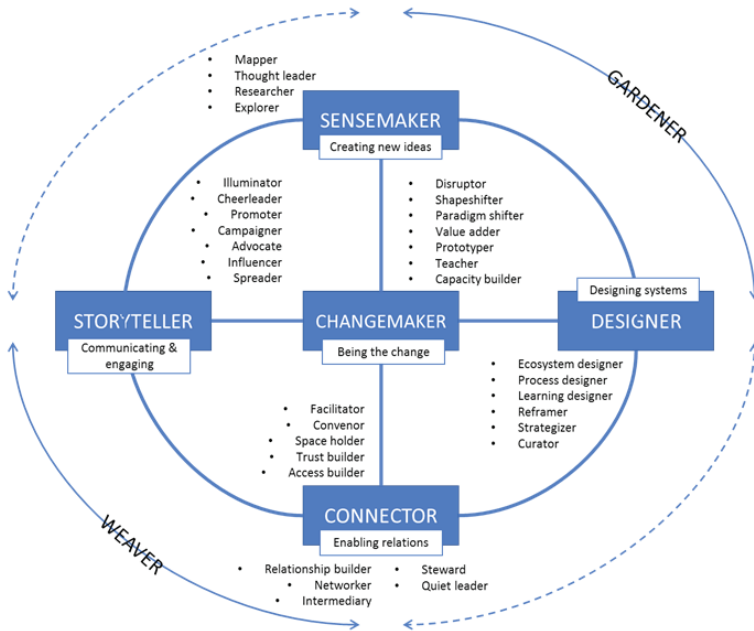 Mapper
Thought leader
Researcher
Explorer
GARDENER
SENSEMAKER
Creating new ideas
Illuminator
Cheerleader
Promoter
Campaigner
Advocate
Influencer
Spreader
Disruptor
Shapeshifter
Paradigm shifter
Value adder
Prototyper
Teacher
Capacity builder
STORYTELLER
Communicating &
engaging
CHANGEMAKER
Being the change
Designing systems
DESIGNER
Facilitator
Convenor
Space holder
Trust builder
Access builder
Ecosystem designer
Process designer
Learning designer
Reframer
Strategizer
Curator
WEAVER
CONNECTOR
Enabling relations
Relationship builder
Networker
Intermediary
Steward
Quiet leader